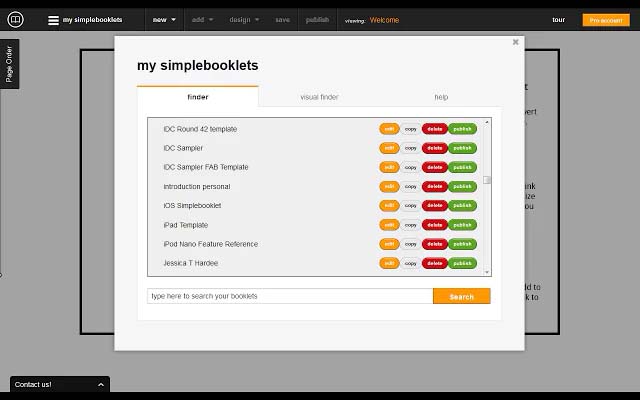 my simplebooklets new add design save publish viewing: Welcome tour Pro account
Page Order
my simplebooklets
finder visual finder help
IDC Round 42 template edit copy delete publish
IDC Sampler edit copy delete publish
IDC Sampler FAB Template edit copy delete publish
introduction personal edit copy delete publish
iOS Simplebooklet edit copy delete publish
iPad Template edit copy delete publish
iPod Nano Feature Reference edit copy delete publish
Jessica T Hardee edit copy delete publish
type here to search your booklets Search
Contact us!